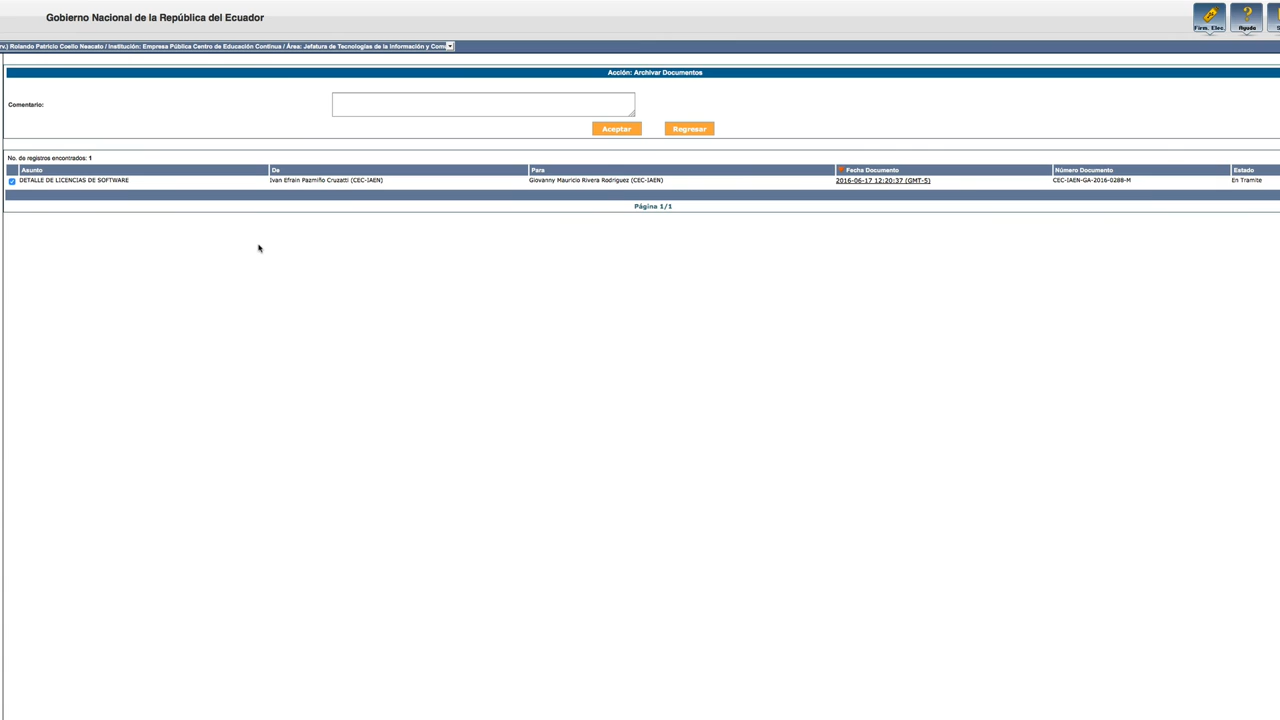 Gobierno Nacional de la República del Ecuador
Firm. Elec.
Ayuda
rv.) Rolando Patricio Coello Neacato / Institución: Empresa Pública Centro de Educación Continua / Área: Jefatura de Tecnologías de la Información y Com
Acción: Archivar Documentos
Comentario:
Aceptar Regresar
No. de registros encontrados: 1
Asunto De Para Fecha Documento Número Documento Estado
DETALLE DE LICENCIAS DE SOFTWARE Ivan Efrain Pazmiño Cruzatti (CEC-IAEN) Giovanny Mauricio Rivera Rodriguez (CEC-IAEN) 2016-06-17 12:20:37 (GMT-5) CEC-IAEN-GA-2016-0288-M En Tramite
Página 1/1